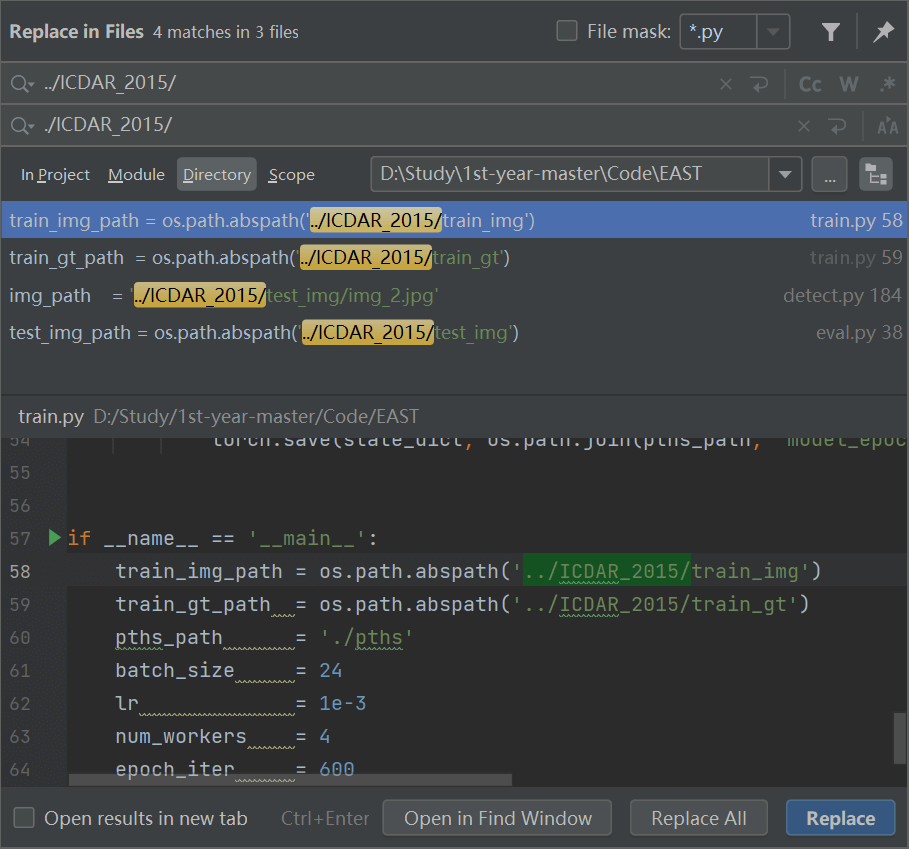 Replace in Files 4 matches in 3 files File mask: *.py
../ICDAR_2015/ Cc W .*
./ICDAR_2015/
In Project Module Directory Scope D:\Study\1st-year-master\Code\EAST ...
train_img_path = os.path.abspath('../ICDAR_2015/train_img') train.py 58
train_gt_path = os.path.abspath('../ICDAR_2015/train_gt') train.py 59
img_path = '../ICDAR_2015/test_img/img_2.jpg' detect.py 184
test_img_path = os.path.abspath('../ICDAR_2015/test_img') eval.py 38
train.py D:/Study/1st-year-master/Code/EAST
54 torch.save(state_dict, os.path.join(pths_path, 'model_epoc
55
56
57 if __name__ == '__main__':
58 train_img_path = os.path.abspath('../ICDAR_2015/train_img')
59 train_gt_path = os.path.abspath('../ICDAR_2015/train_gt')
60 pths_path = './pths'
61 batch_size = 24
62 lr = 1e-3
63 num_workers = 4
64 epoch_iter = 600
Open results in new tab Ctrl+Enter Open in Find Window Replace All Replace